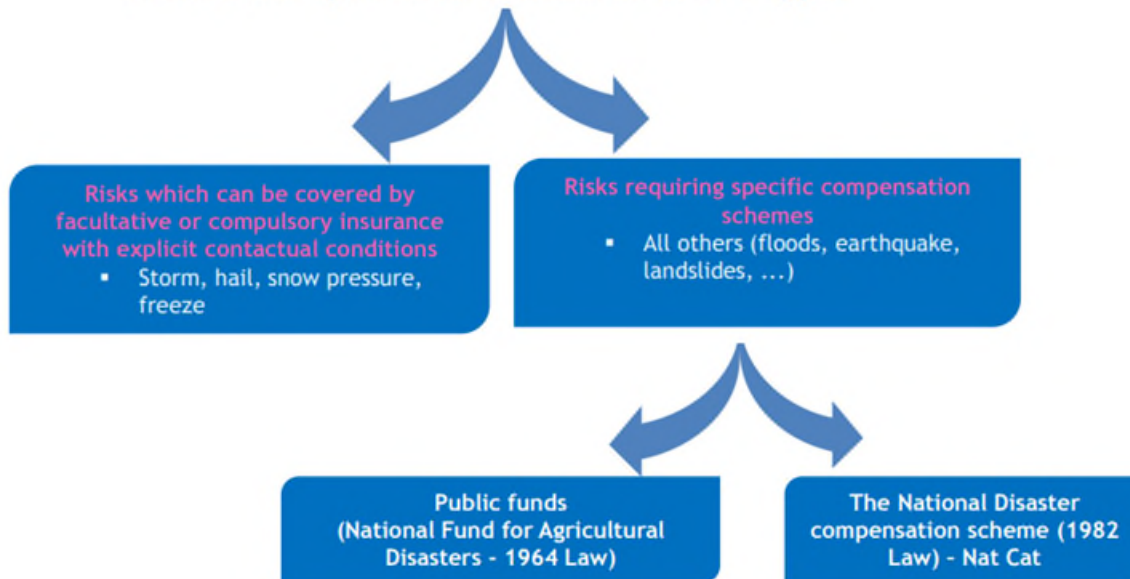 Risks which can be covered by
facultative or compulsory insurance
with explicit contactual conditions
▪ Storm, hail, snow pressure,
freeze
Risks requiring specific compensation
schemes
▪ All others (floods, earthquake,
landslides, ...)
Public funds
(National Fund for Agricultural
Disasters - 1964 Law)
The National Disaster
compensation scheme (1982
Law) – Nat Cat